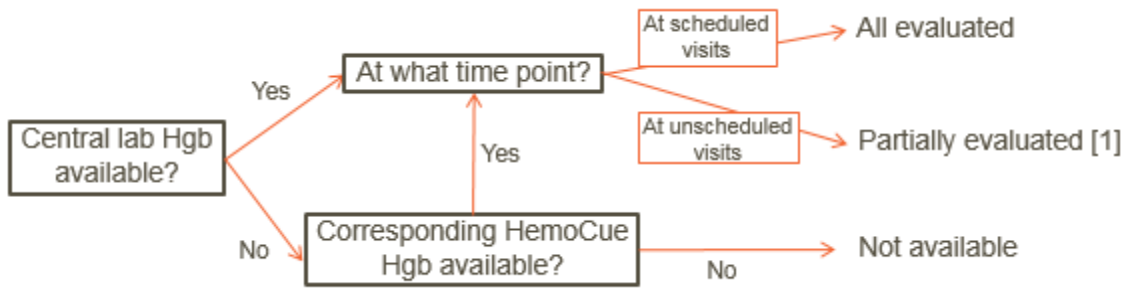 At scheduled
visits
All evaluated
At what time point?
Yes
At unscheduled
visits
Central lab Hgb
available?
Partially evaluated [1]
Yes
Corresponding HemoCue
Hgb available?
No
Not available
No